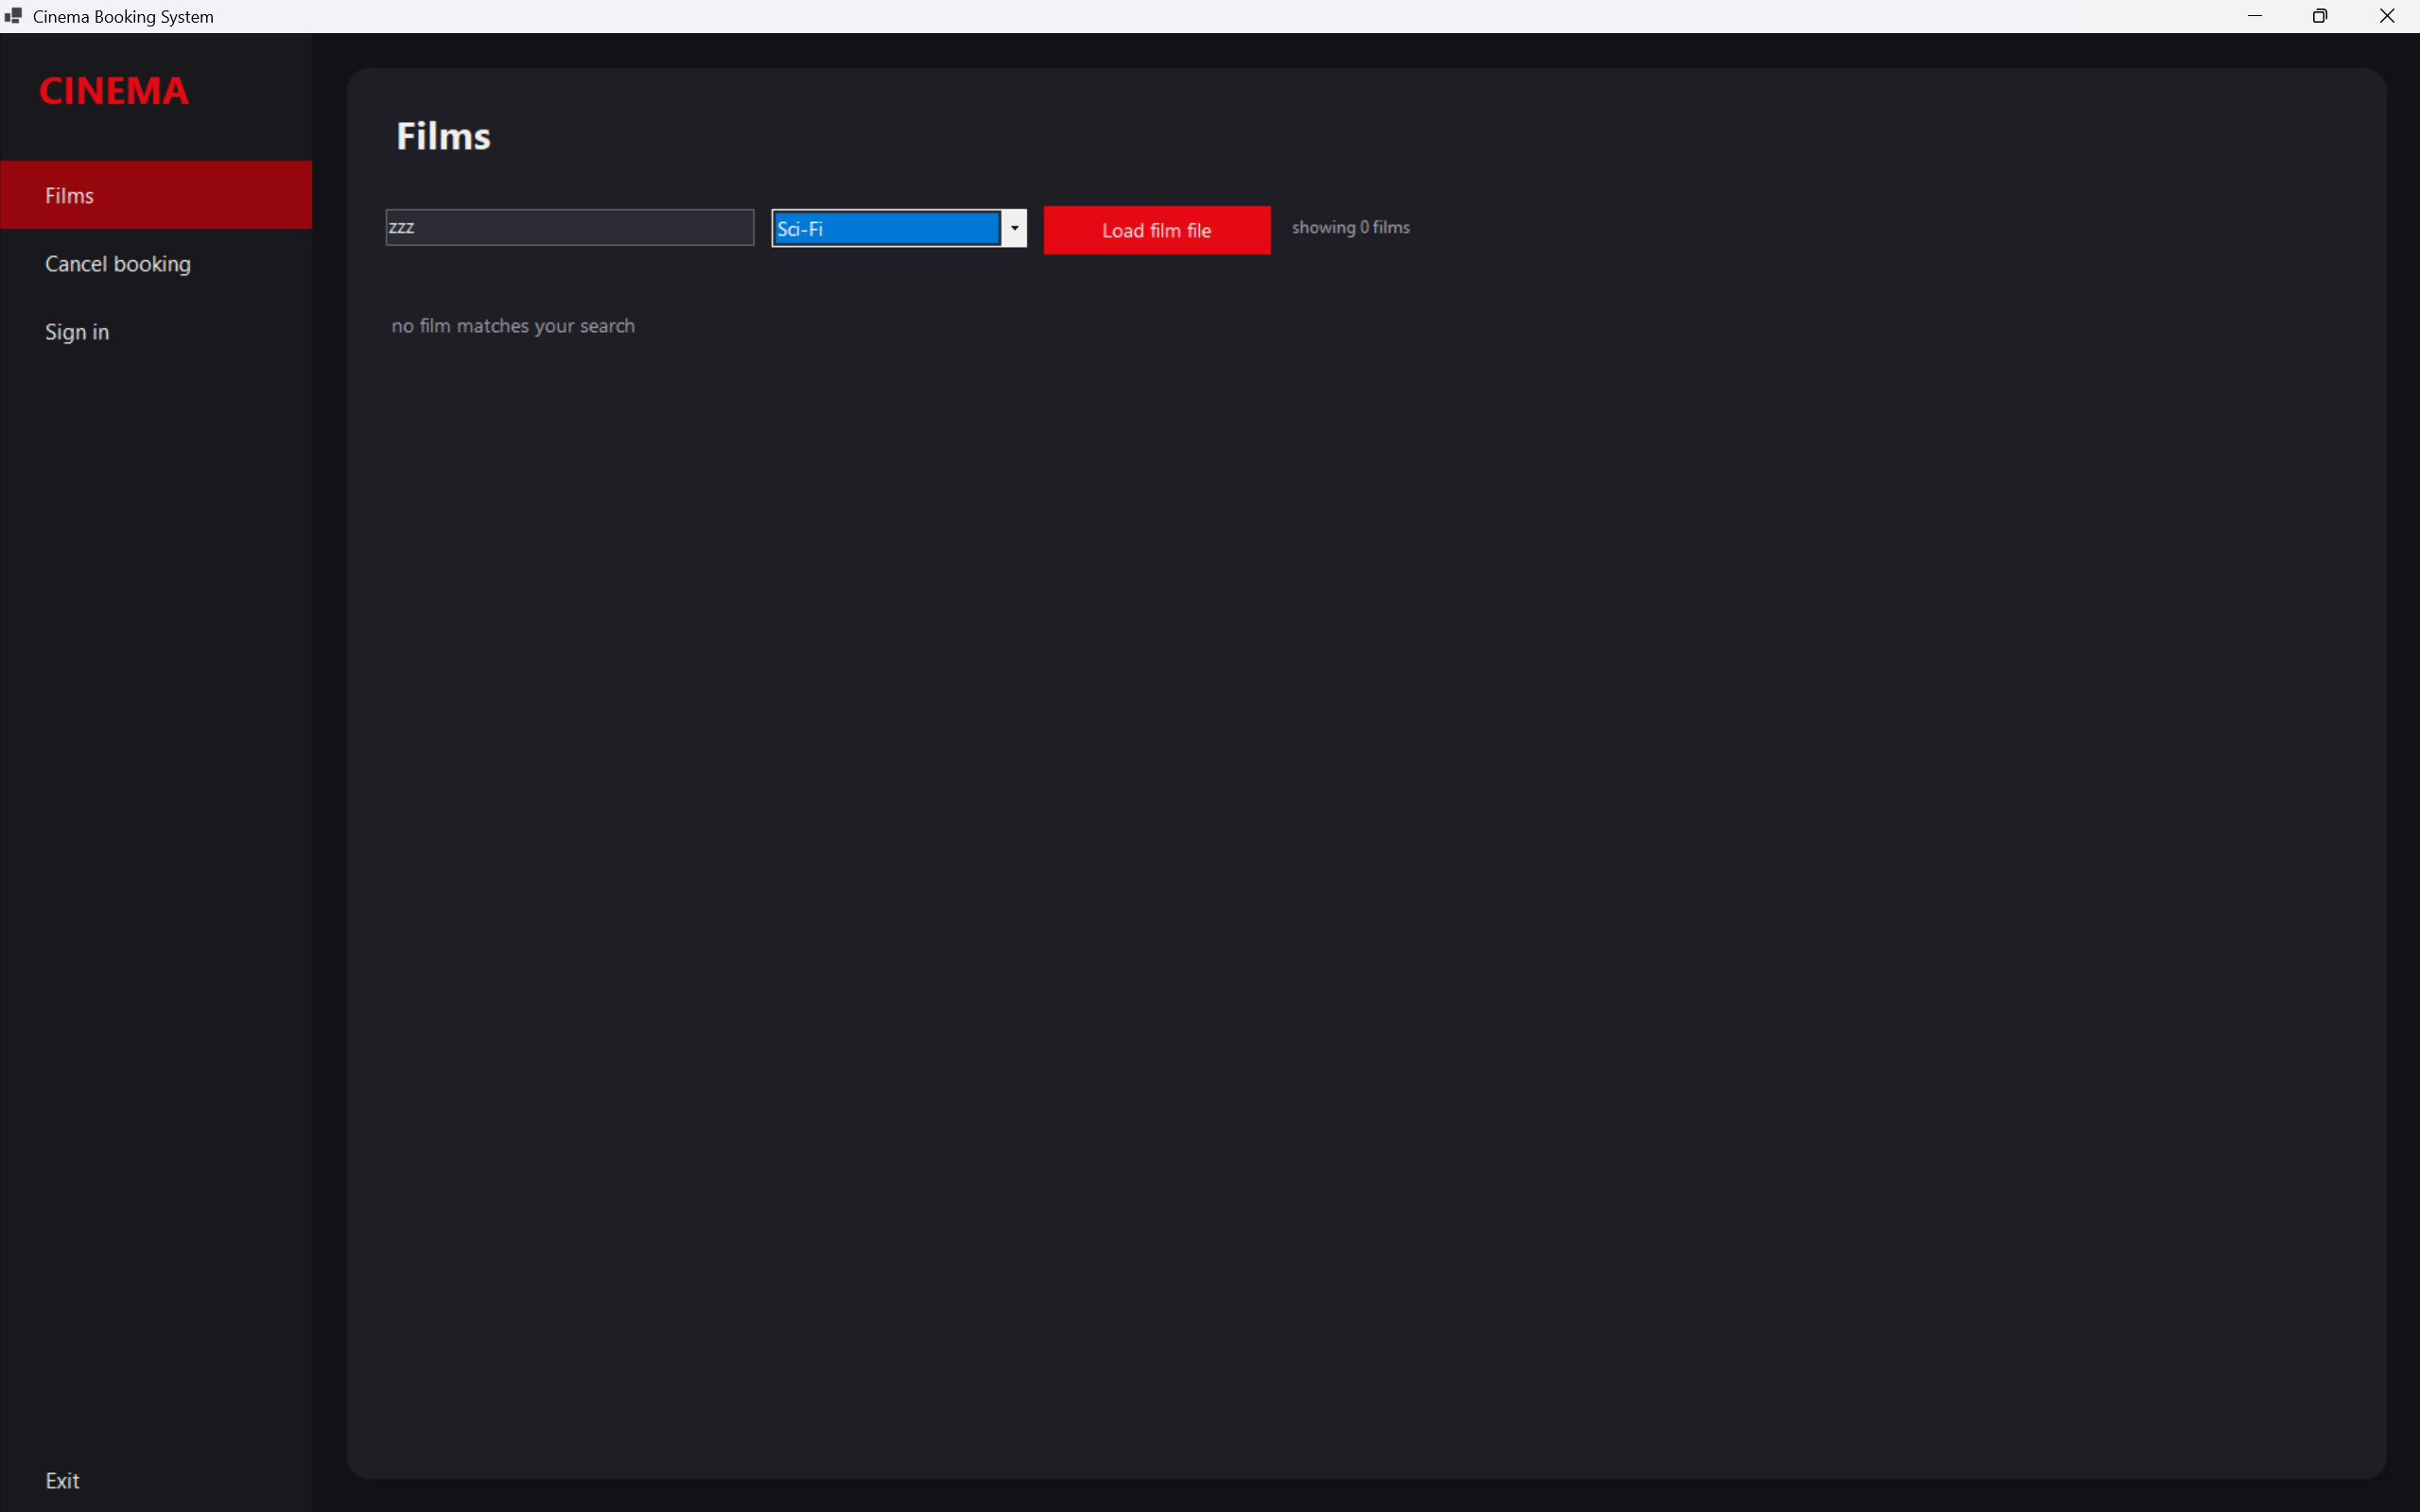 Cinema Booking System
CINEMA
Films
Cancel booking
Sign in
Exit
Films
zzz
Sci-Fi
Load film file
showing 0 films
no film matches your search